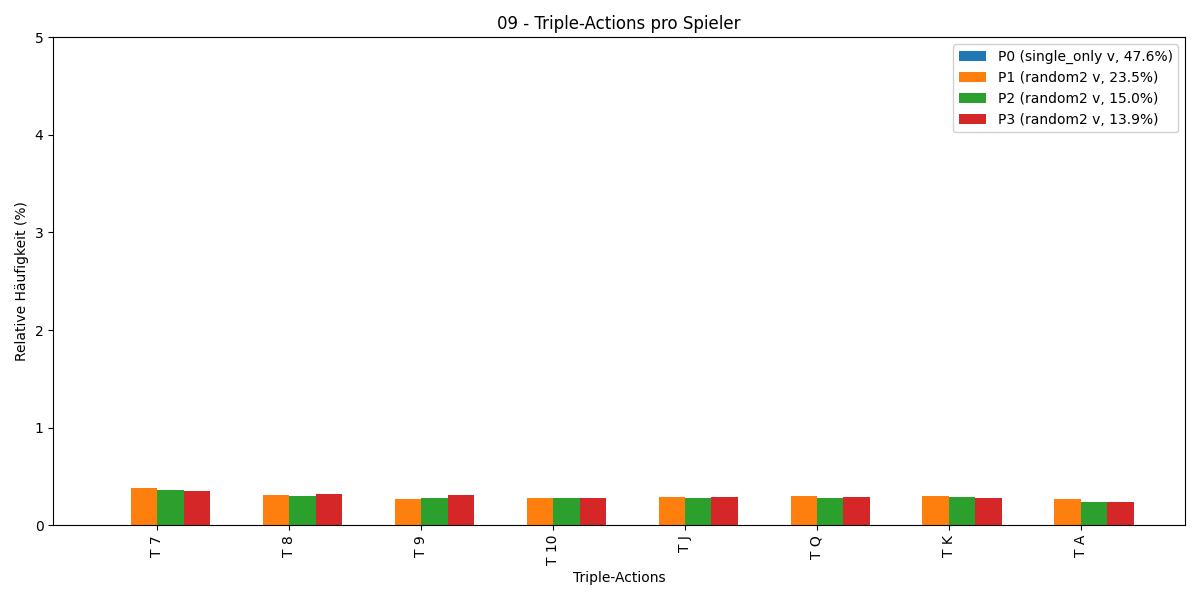 09 - Triple-Actions pro Spieler
5
P0 (single_only v, 47.6%)
P1 (random2 v, 23.5%)
P2 (random2 v, 15.0%)
P3 (random2 v, 13.9%)
4
3
2
1
0
Relative Häufigkeit (%)
T 7
T 8
T 9
T 10
T J
T Q
T K
T A
Triple-Actions